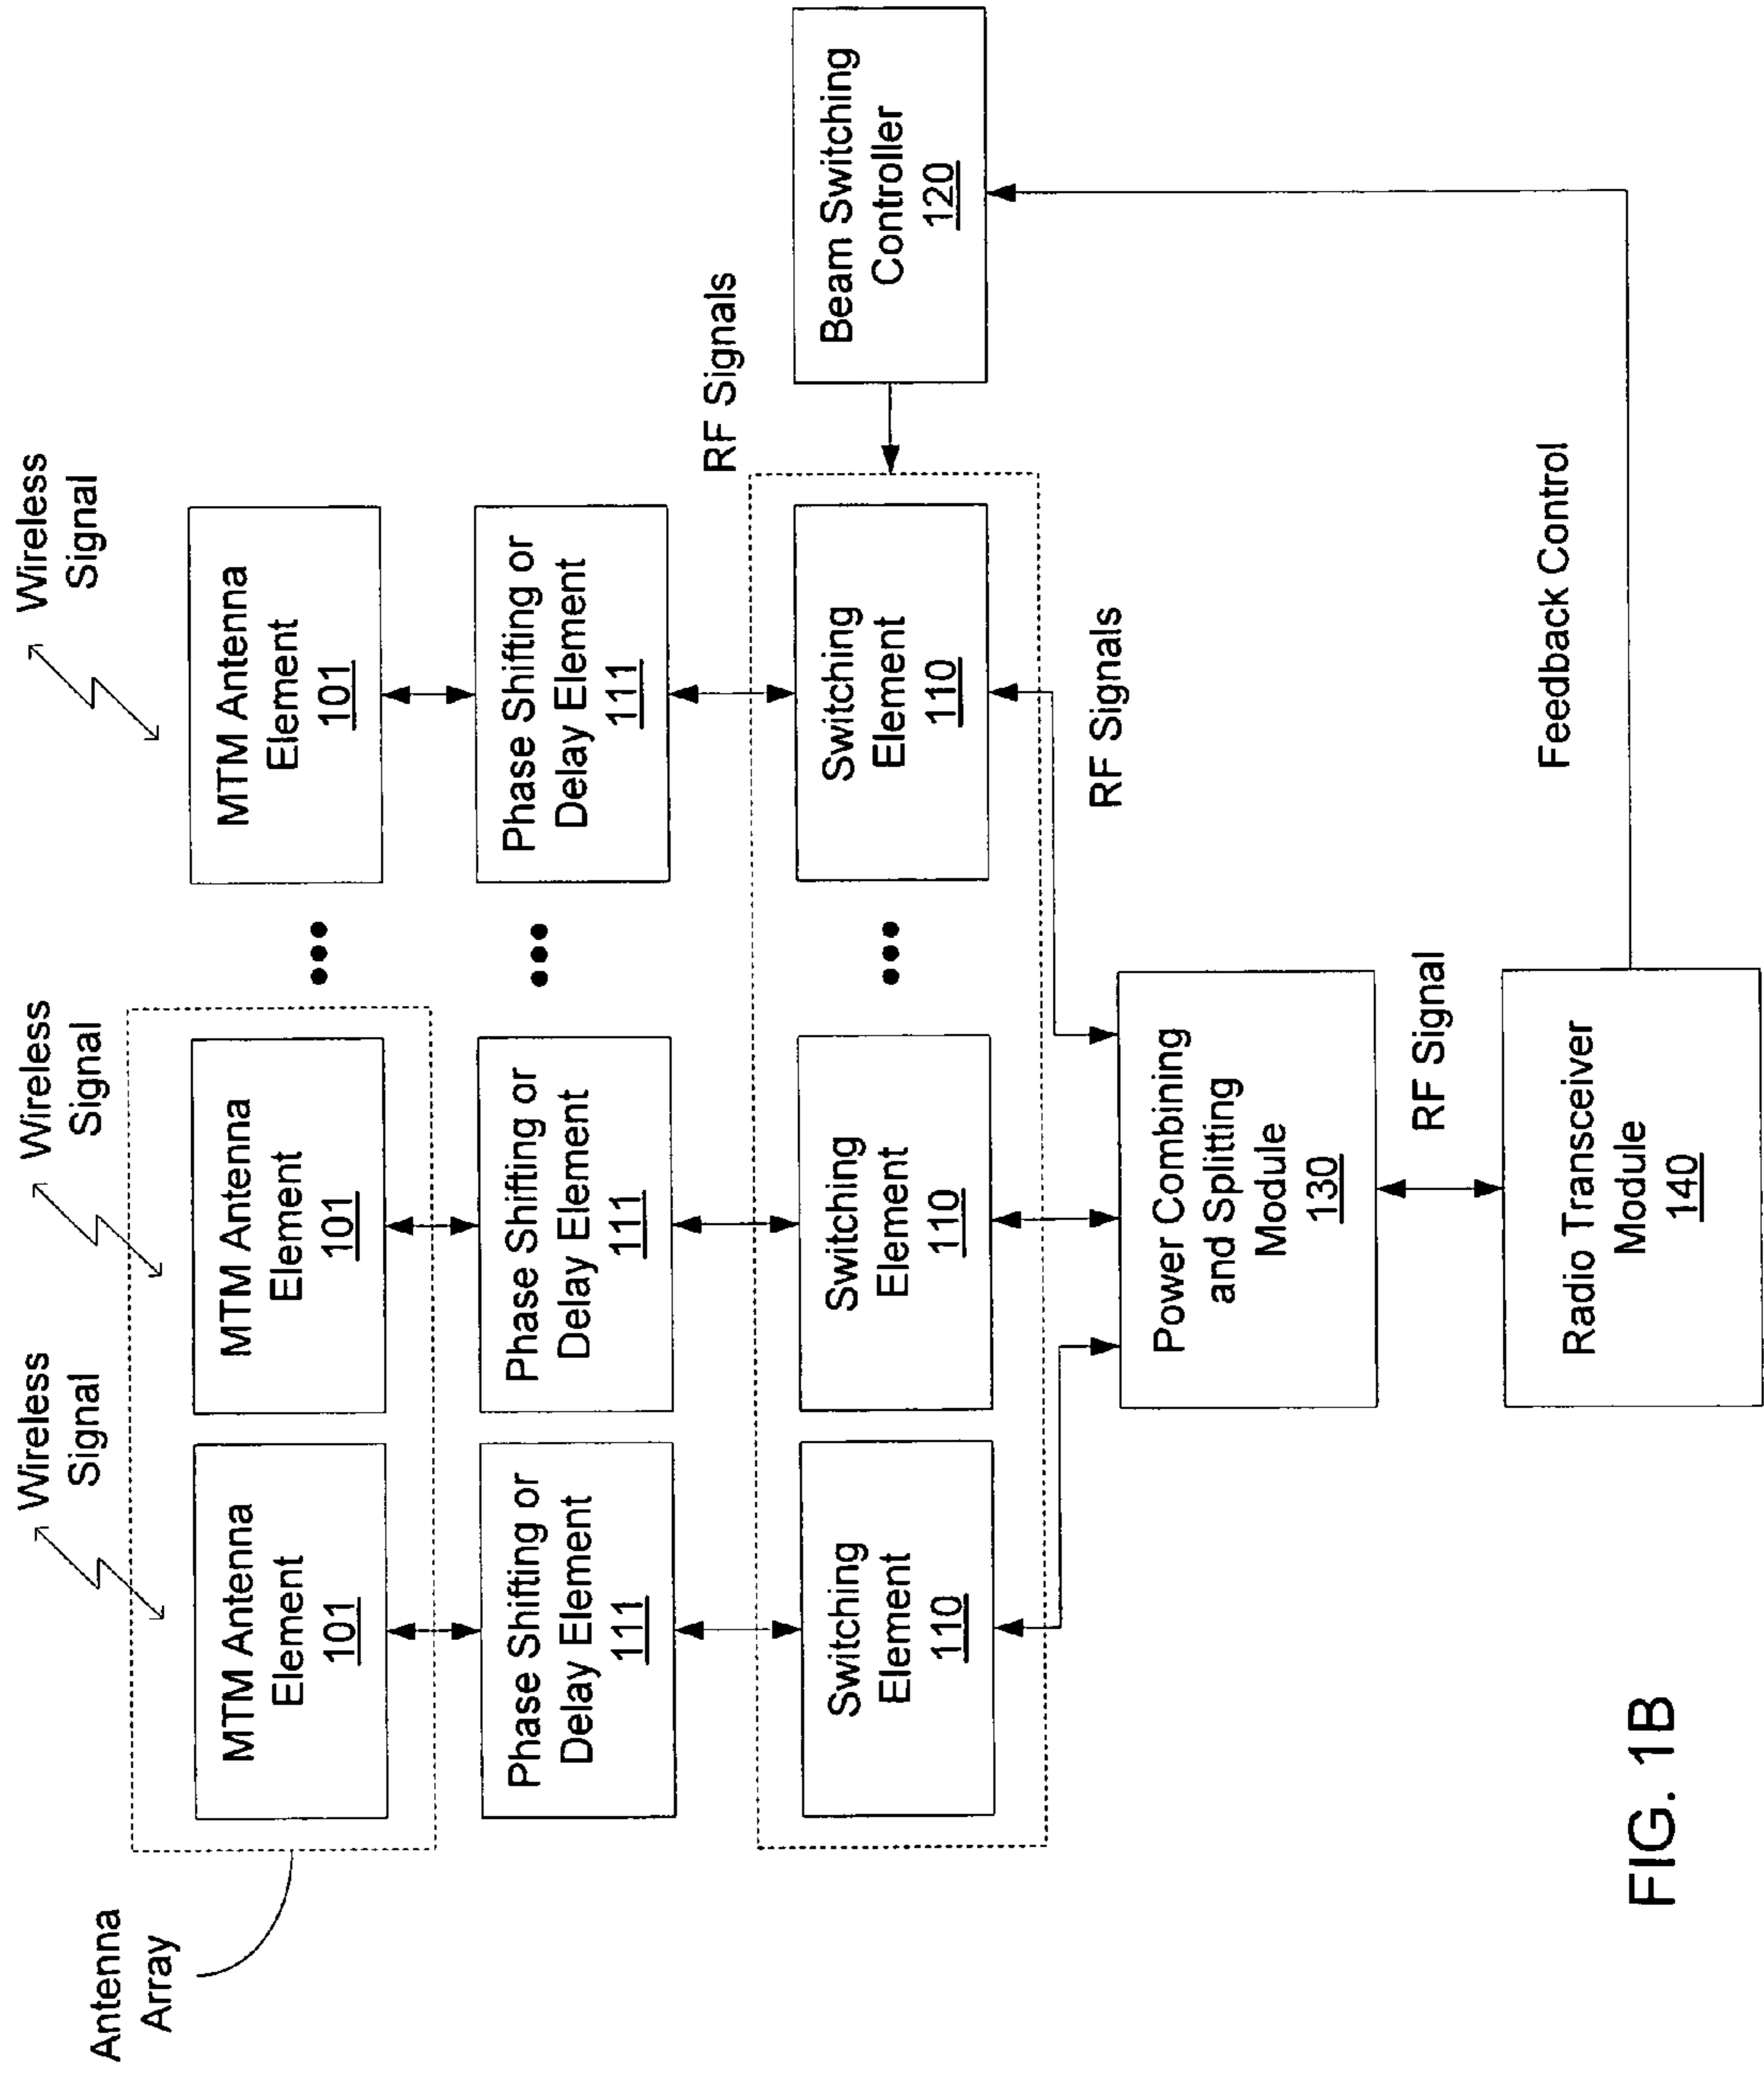 Wireless
Signal
Wireless
Signal
Wireless
Signal
Antenna
Array
MTM Antenna
Element
101
MTM Antenna
Element
101
•••
MTM Antenna
Element
101
Phase Shifting or
Delay Element
111
Phase Shifting or
Delay Element
111
•••
Phase Shifting or
Delay Element
111
RF Signals
Switching
Element
110
Switching
Element
110
•••
Switching
Element
110
Beam Switching
Controller
120
RF Signals
Power Combining
and Splitting
Module
130
RF Signal
Feedback Control
Radio Transceiver
Module
140
FIG. 1B